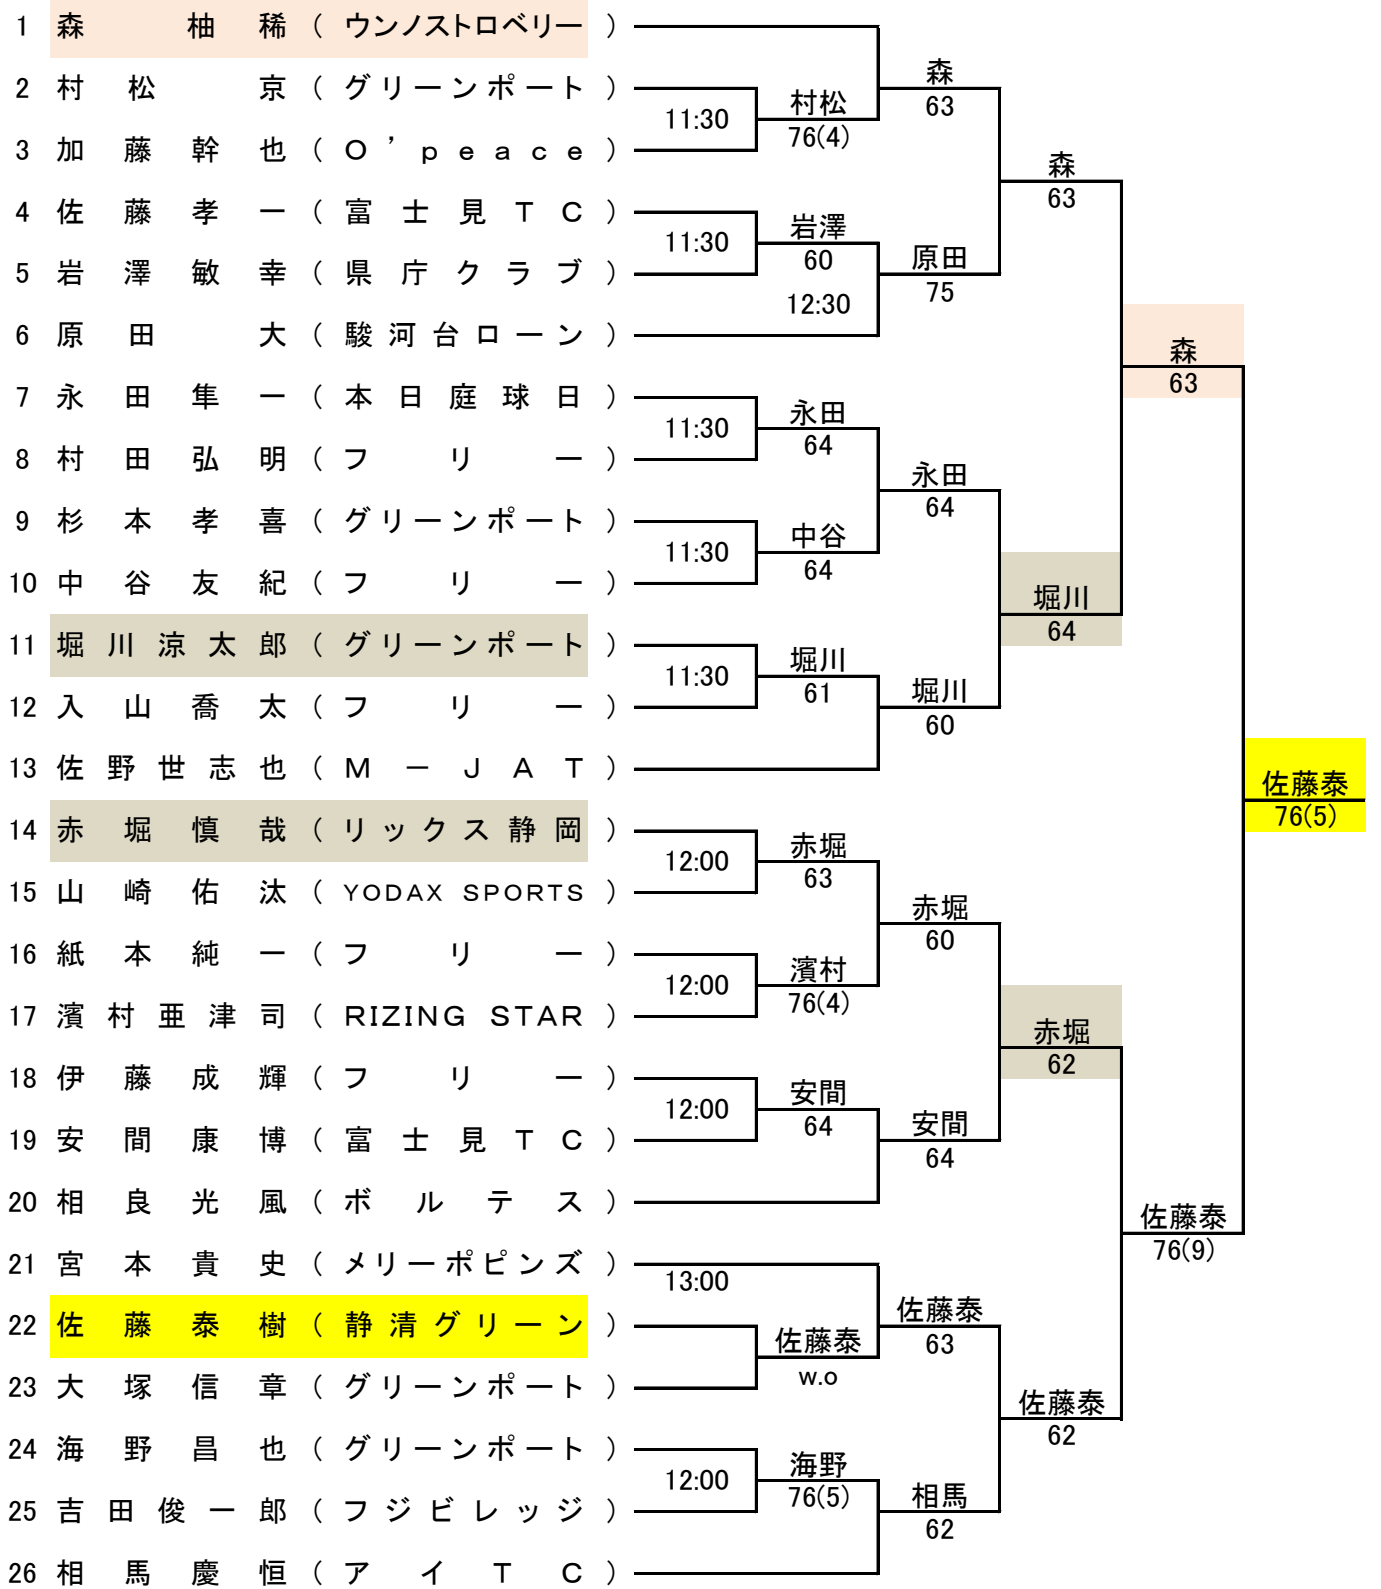 1 森 柚 稀 ( ウンノストロベリー )
森
63
2 村 松 京 ( グリーンポート )
11:30
村松
76(4)
3 加 藤 幹 也 ( O ' p e a c e )
森
63
4 佐 藤 孝 一 ( 富 士 見 T C )
11:30
岩澤
60
12:30
原田
75
5 岩 澤 敏 幸 ( 県 庁 ク ラ ブ )
6 原 田 大 ( 駿 河 台 ロ ー ン )
森
63
7 永 田 隼 一 ( 本 日 庭 球 日 )
11:30
永田
64
8 村 田 弘 明 ( フ リ ー )
永田
64
9 杉 本 孝 喜 ( グリーンポート )
11:30
中谷
64
10 中 谷 友 紀 ( フ リ ー )
堀川
64
11 堀 川 涼 太 郎 ( グリーンポート )
11:30
堀川
61
12 入 山 喬 太 ( フ リ ー )
堀川
60
13 佐 野 世 志 也 ( M － J A T )
佐藤泰
76(5)
14 赤 堀 慎 哉 ( リ ッ ク ス 静 岡 )
12:00
赤堀
63
15 山 崎 佑 汰 ( YODAX SPORTS )
赤堀
60
16 紙 本 純 一 ( フ リ ー )
12:00
濱村
76(4)
17 濱 村 亜 津 司 ( RIZING STAR )
赤堀
62
18 伊 藤 成 輝 ( フ リ ー )
12:00
安間
64
19 安 間 康 博 ( 富 士 見 T C )
安間
64
20 相 良 光 風 ( ボ ル テ ス )
佐藤泰
76(9)
21 宮 本 貴 史 ( メリーポピンズ )
13:00
佐藤泰
63
22 佐 藤 泰 樹 ( 静 清 グ リ ー ン )
佐藤泰
w.o
23 大 塚 信 章 ( グリーンポート )
佐藤泰
62
24 海 野 昌 也 ( グリーンポート )
12:00
海野
76(5)
25 吉 田 俊 一 郎 ( フ ジ ビ レ ッ ジ )
相馬
62
26 相 馬 慶 恒 ( ア イ T C )